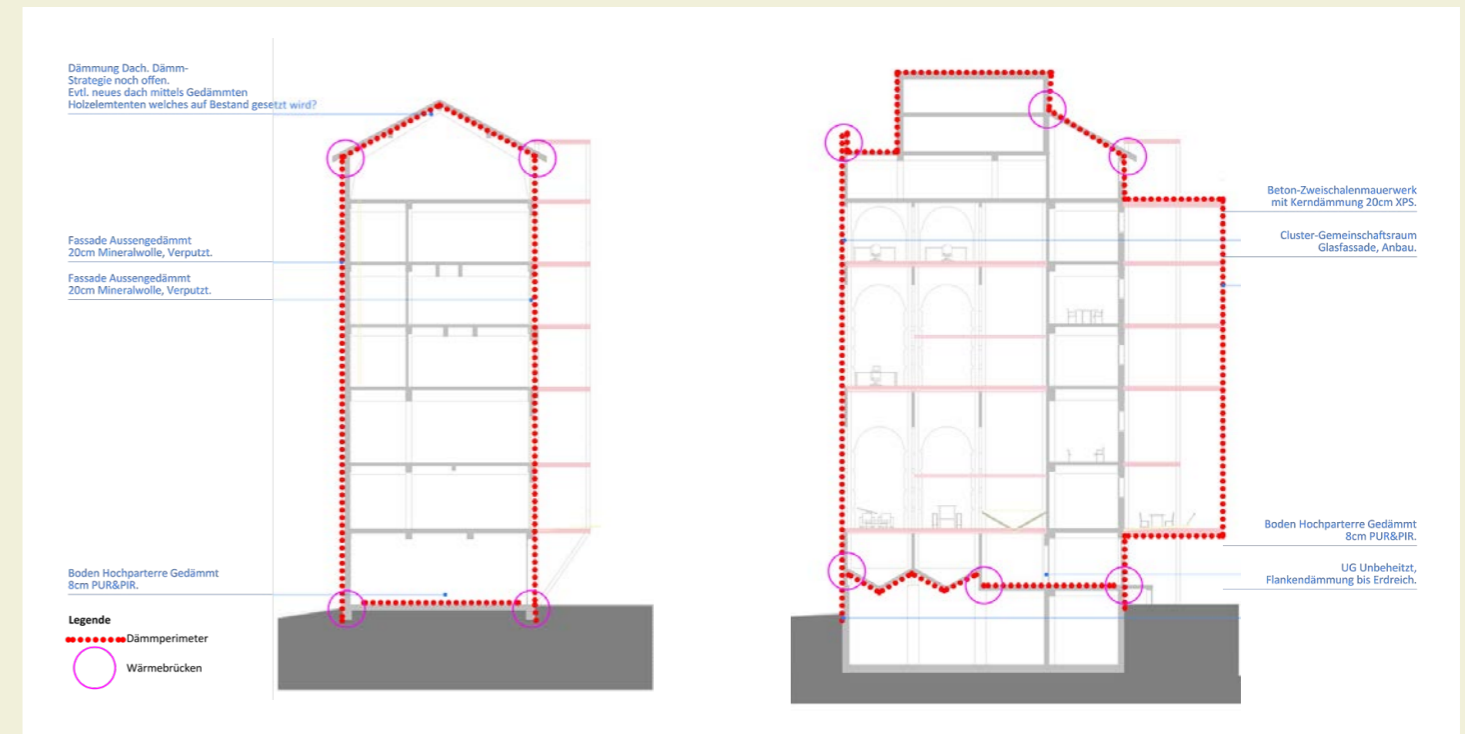 Dämmung Dach. Dämm-
Strategie noch offen.
Evtl. neues dach mittels Gedämmten
Holzelemtenten welches auf Bestand gesetzt wird?
Fassade Aussengedämmt
20cm Mineralwolle, Verputzt.
Fassade Aussengedämmt
20cm Mineralwolle, Verputzt.
Boden Hochparterre Gedämmt
8cm PUR&PIR.
Legende
Dämmperimeter
Wärmebrücken
Beton-Zweischalenmauerwerk
mit Kerndämmung 20cm XPS.
Cluster-Gemeinschaftsraum
Glasfassade, Anbau.
Boden Hochparterre Gedämmt
8cm PUR&PIR.
UG Unbeheitzt,
Flankendämmung bis Erdreich.